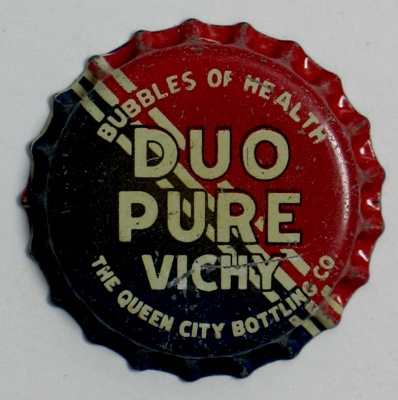 BUBBLES OF HEALTH
DUO
PURE
VICHY
THE QUEEN CITY BOTTLING CO